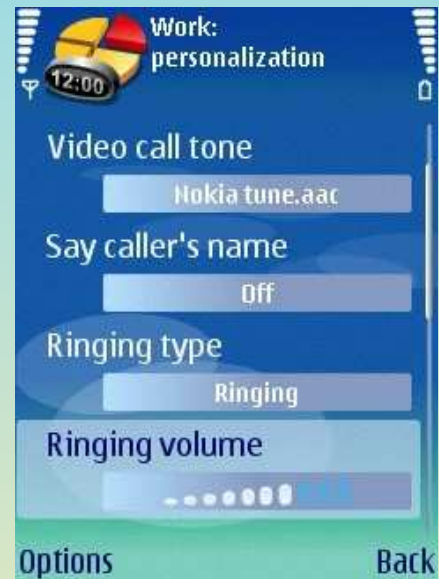 Work:
personalization
12:00
Video call tone
Nokia tune.aac
Say caller's name
Off
Ringing type
Ringing
Ringing volume
Options Back